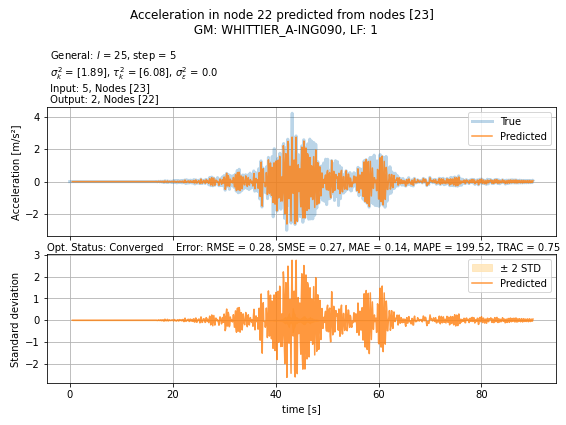 Acceleration in node 22 predicted from nodes [23]
GM: WHITTIER_A-ING090, LF: 1
General: l = 25, step = 5
σ²ₖ = [1.89], τ²ₖ = [6.08], σ²ε = 0.0
Input: 5, Nodes [23]
Output: 2, Nodes [22]
Acceleration [m/s²]
4
2
0
−2
True
Predicted
Opt. Status: Converged Error: RMSE = 0.28, SMSE = 0.27, MAE = 0.14, MAPE = 199.52, TRAC = 0.75
Standard deviation
3
2
1
0
−1
−2
± 2 STD
Predicted
0 20 40 60 80
time [s]